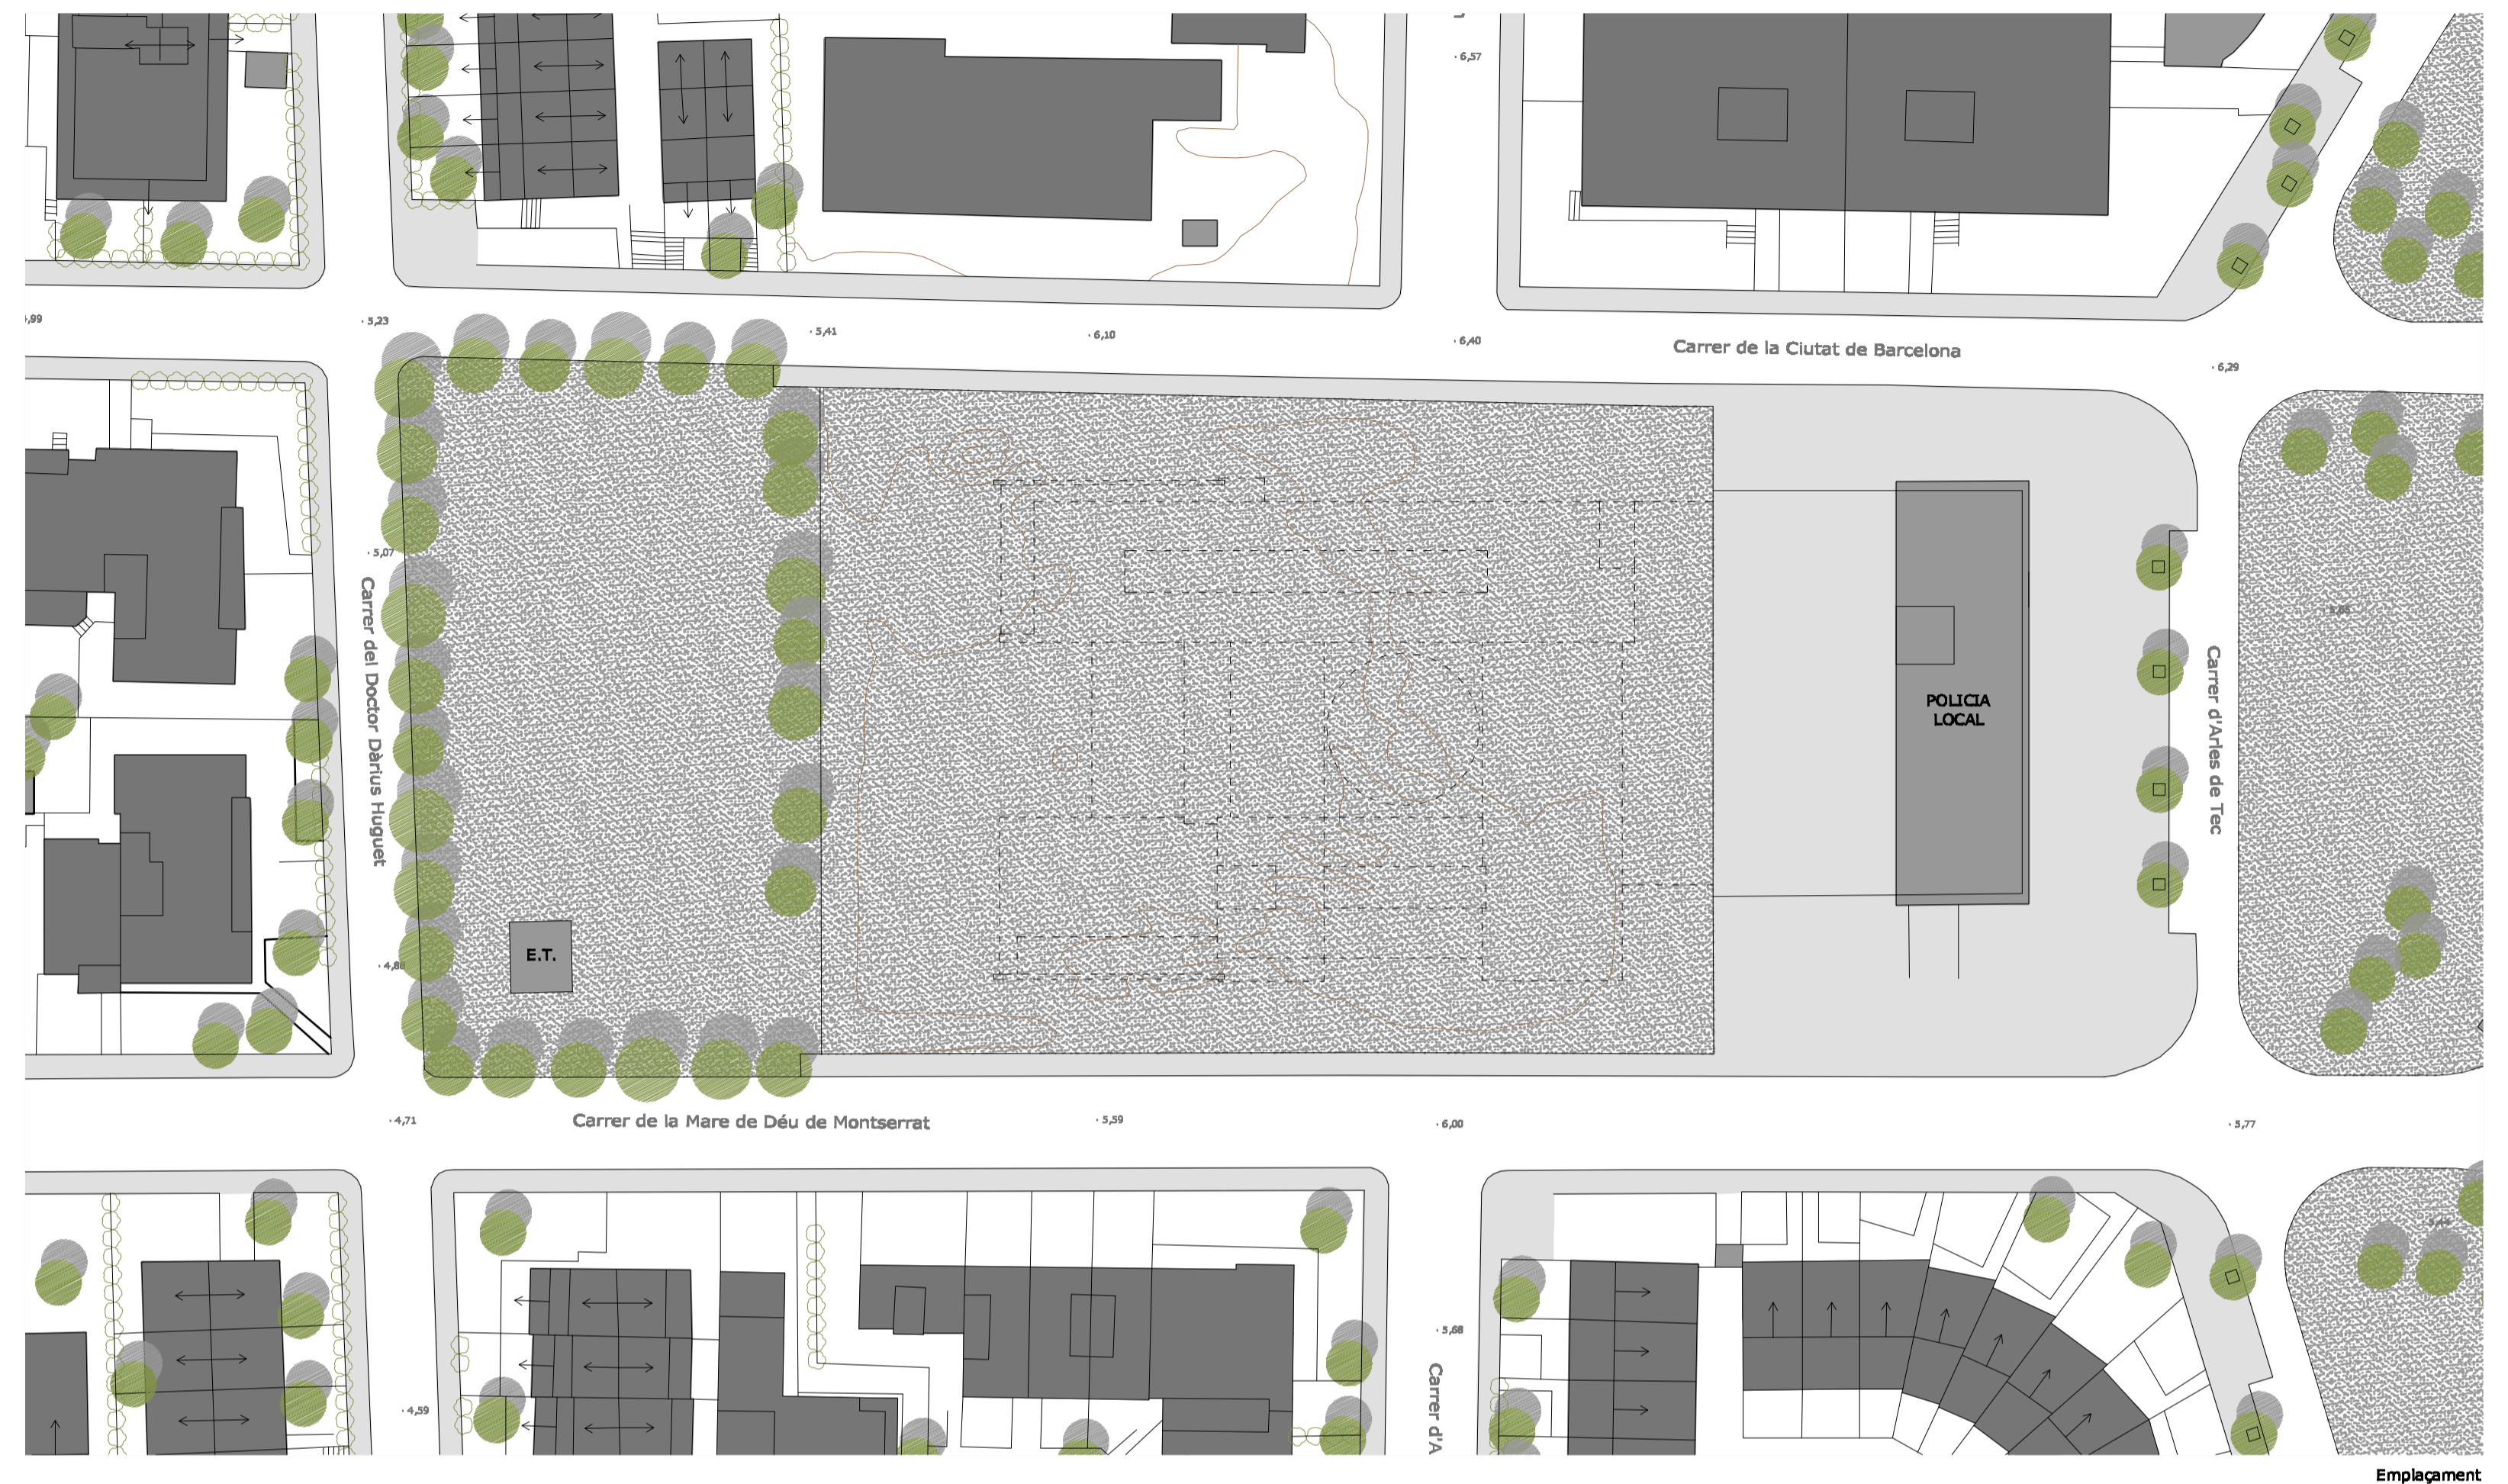 · 6,57
,99
· 5,23
· 5,41
· 6,10
· 6,40
Carrer de la Ciutat de Barcelona
· 6,29
· 5,07
Carrer del Doctor Dàrius Huguet
POLICIA
LOCAL
Carrer d'Arles de Tec
E.T.
· 4,71
Carrer de la Mare de Déu de Montserrat
· 5,59
· 6,00
· 5,77
· 5,68
Carrer d'A
· 4,59
Emplaçament